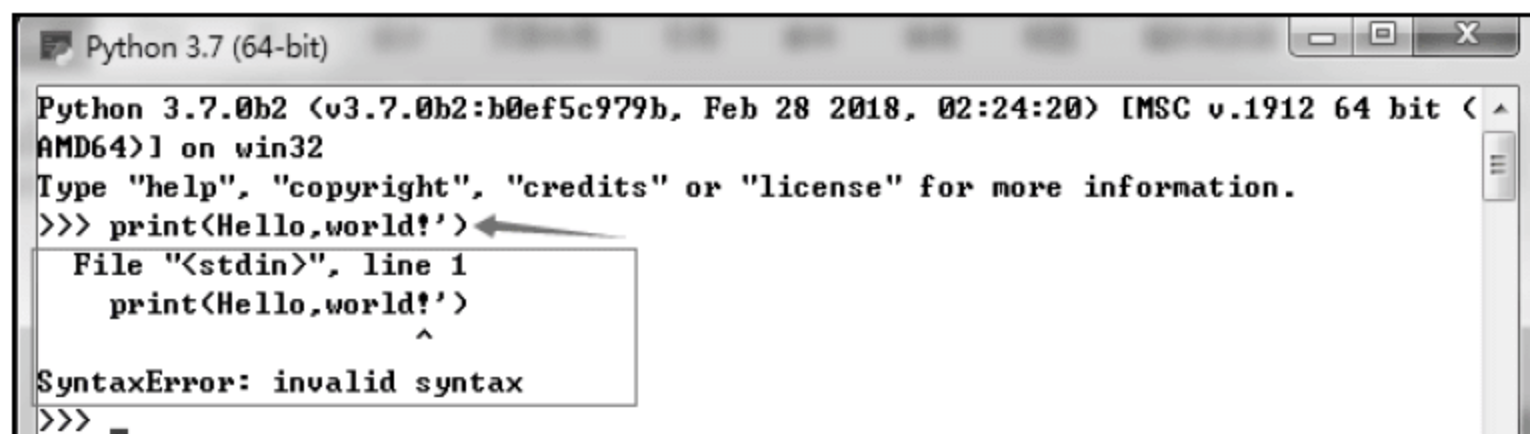 Python 3.7 (64-bit)
Python 3.7.0b2 (v3.7.0b2:b0ef5c979b, Feb 28 2018, 02:24:20) [MSC v.1912 64 bit (
AMD64)] on win32
Type "help", "copyright", "credits" or "license" for more information.
>>> print(Hello,world!')
  File "<stdin>", line 1
    print(Hello,world!')
                     ^
SyntaxError: invalid syntax
>>> _